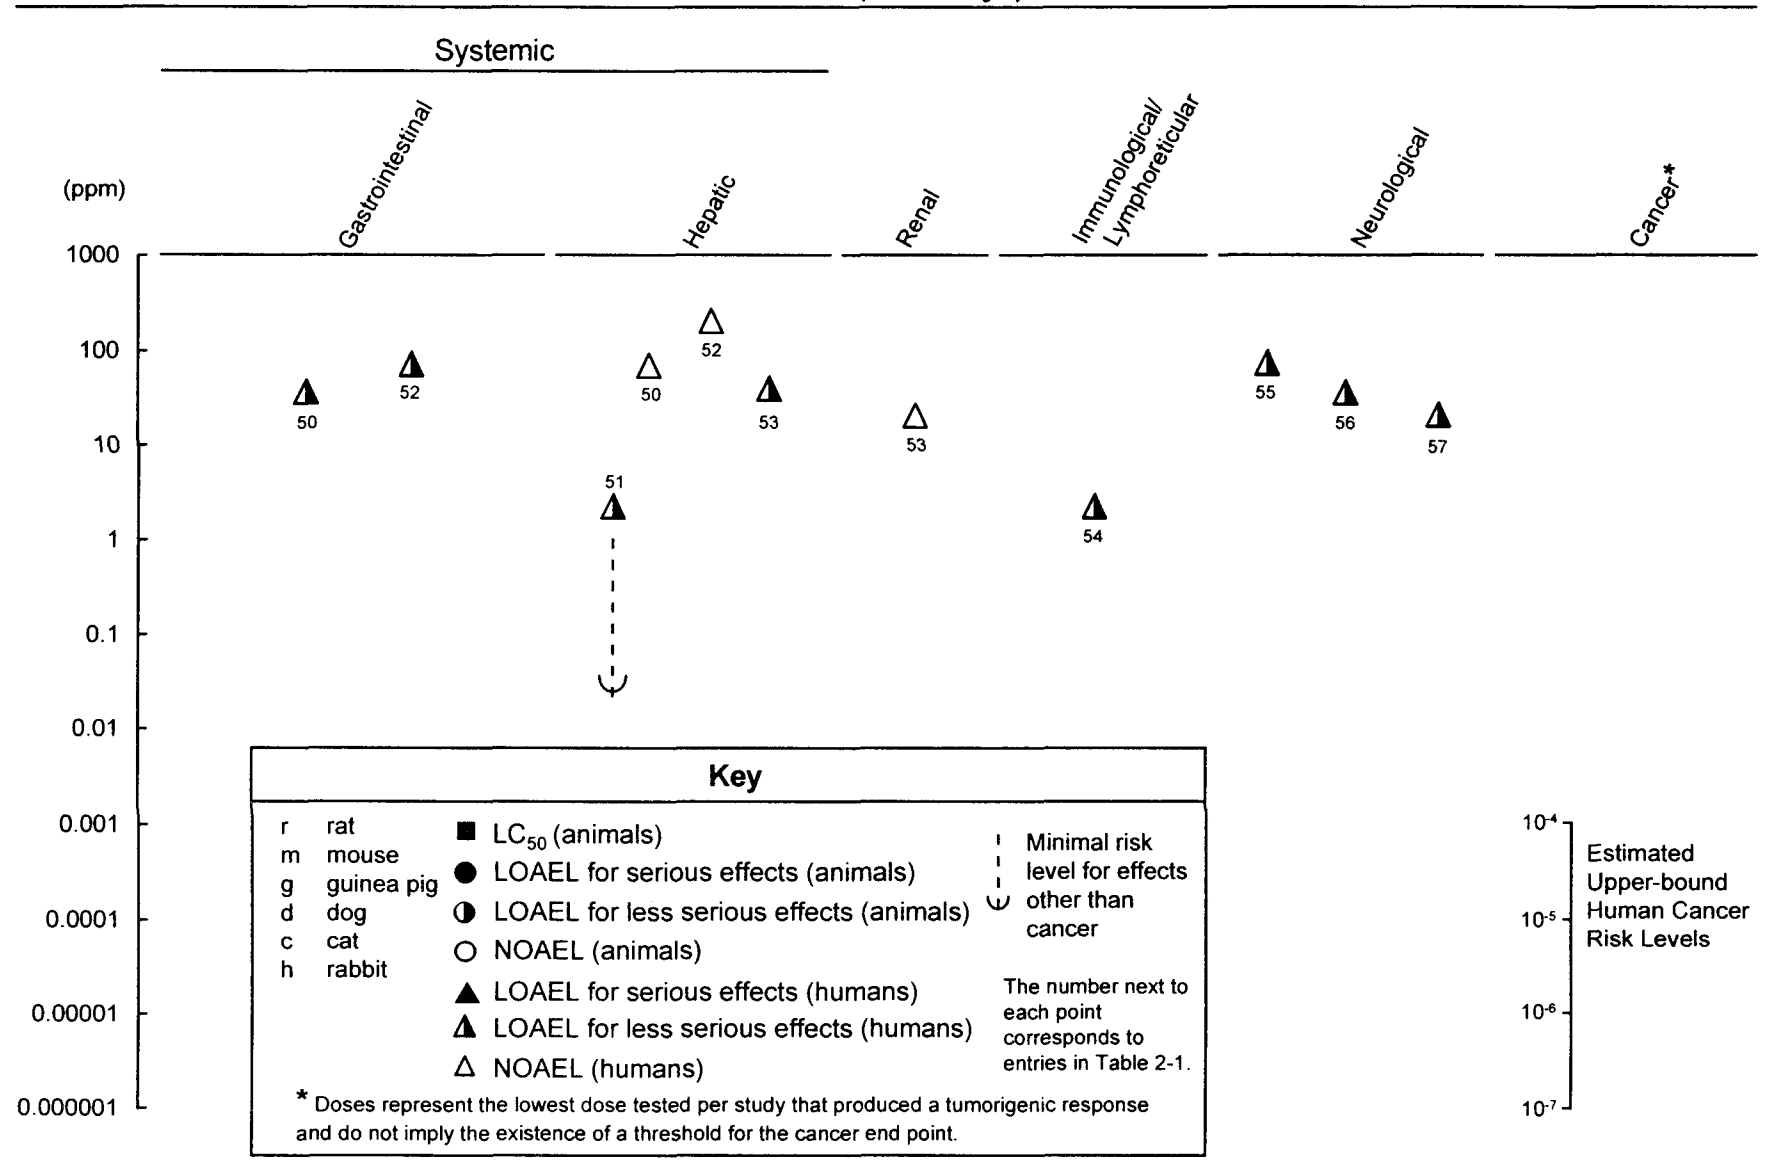 Systemic
Gastrointestinal
Hepatic
Renal
Immunological/
Lymphoreticular
Neurological
Cancer*
(ppm)
1000
100
10
1
0.1
0.01
0.001
0.0001
0.00001
0.000001
50
52
51
50
52
53
53
54
55
56
57
Key
r rat
m mouse
g guinea pig
d dog
c cat
h rabbit
LC50 (animals)
LOAEL for serious effects (animals)
LOAEL for less serious effects (animals)
NOAEL (animals)
LOAEL for serious effects (humans)
LOAEL for less serious effects (humans)
NOAEL (humans)
Minimal risk
level for effects
other than
cancer
The number next to
each point
corresponds to
entries in Table 2-1.
* Doses represent the lowest dose tested per study that produced a tumorigenic response
and do not imply the existence of a threshold for the cancer end point.
10-4
10-5
10-6
10-7
Estimated
Upper-bound
Human Cancer
Risk Levels